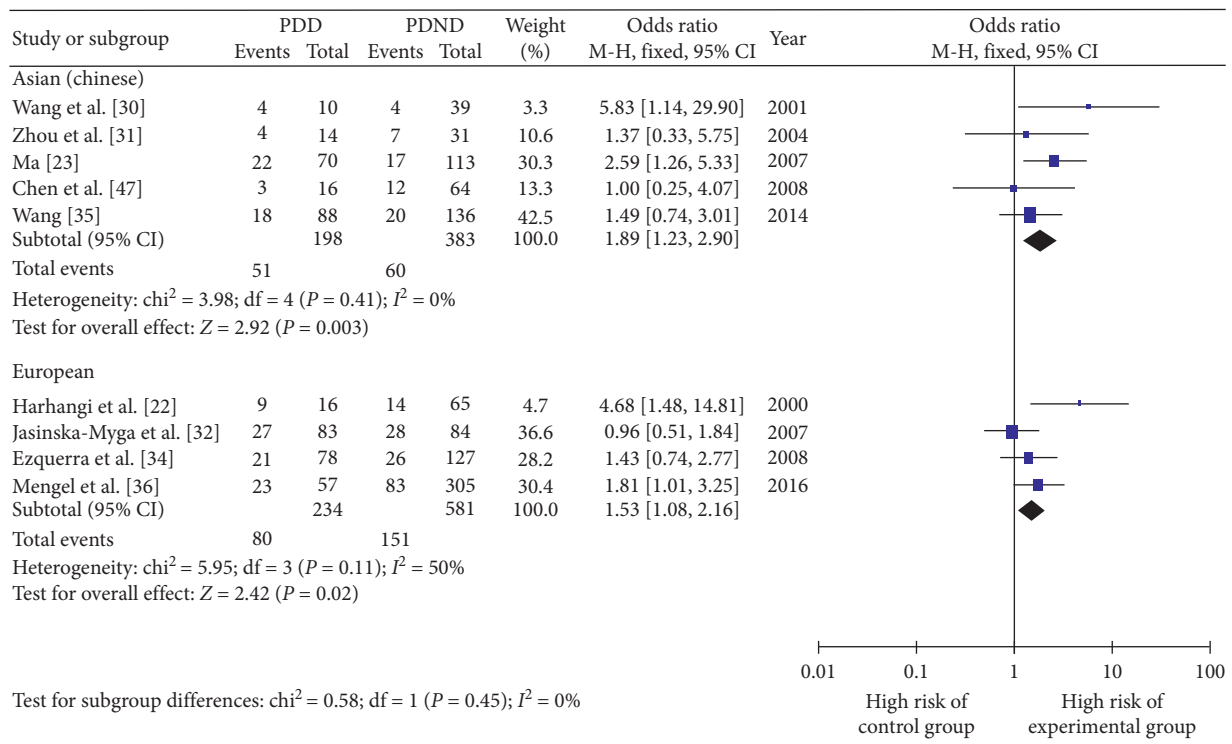 Study or subgroup PDD PDND Weight Odds ratio Year Odds ratio
Events Total Events Total (%) M-H, fixed, 95% CI M-H, fixed, 95% CI
Asian (chinese)
Wang et al. [30] 4 10 4 39 3.3 5.83 [1.14, 29.90] 2001
Zhou et al. [31] 4 14 7 31 10.6 1.37 [0.33, 5.75] 2004
Ma [23] 22 70 17 113 30.3 2.59 [1.26, 5.33] 2007
Chen et al. [47] 3 16 12 64 13.3 1.00 [0.25, 4.07] 2008
Wang [35] 18 88 20 136 42.5 1.49 [0.74, 3.01] 2014
Subtotal (95% CI) 198 383 100.0 1.89 [1.23, 2.90]
Total events 51 60
Heterogeneity: chi² = 3.98; df = 4 (P = 0.41); I² = 0%
Test for overall effect: Z = 2.92 (P = 0.003)
European
Harhangi et al. [22] 9 16 14 65 4.7 4.68 [1.48, 14.81] 2000
Jasinska-Myga et al. [32] 27 83 28 84 36.6 0.96 [0.51, 1.84] 2007
Ezquerra et al. [34] 21 78 26 127 28.2 1.43 [0.74, 2.77] 2008
Mengel et al. [36] 23 57 83 305 30.4 1.81 [1.01, 3.25] 2016
Subtotal (95% CI) 234 581 100.0 1.53 [1.08, 2.16]
Total events 80 151
Heterogeneity: chi² = 5.95; df = 3 (P = 0.11); I² = 50%
Test for overall effect: Z = 2.42 (P = 0.02)
0.01 0.1 1 10 100
Test for subgroup differences: chi² = 0.58; df = 1 (P = 0.45); I² = 0%
High risk of control group
High risk of experimental group